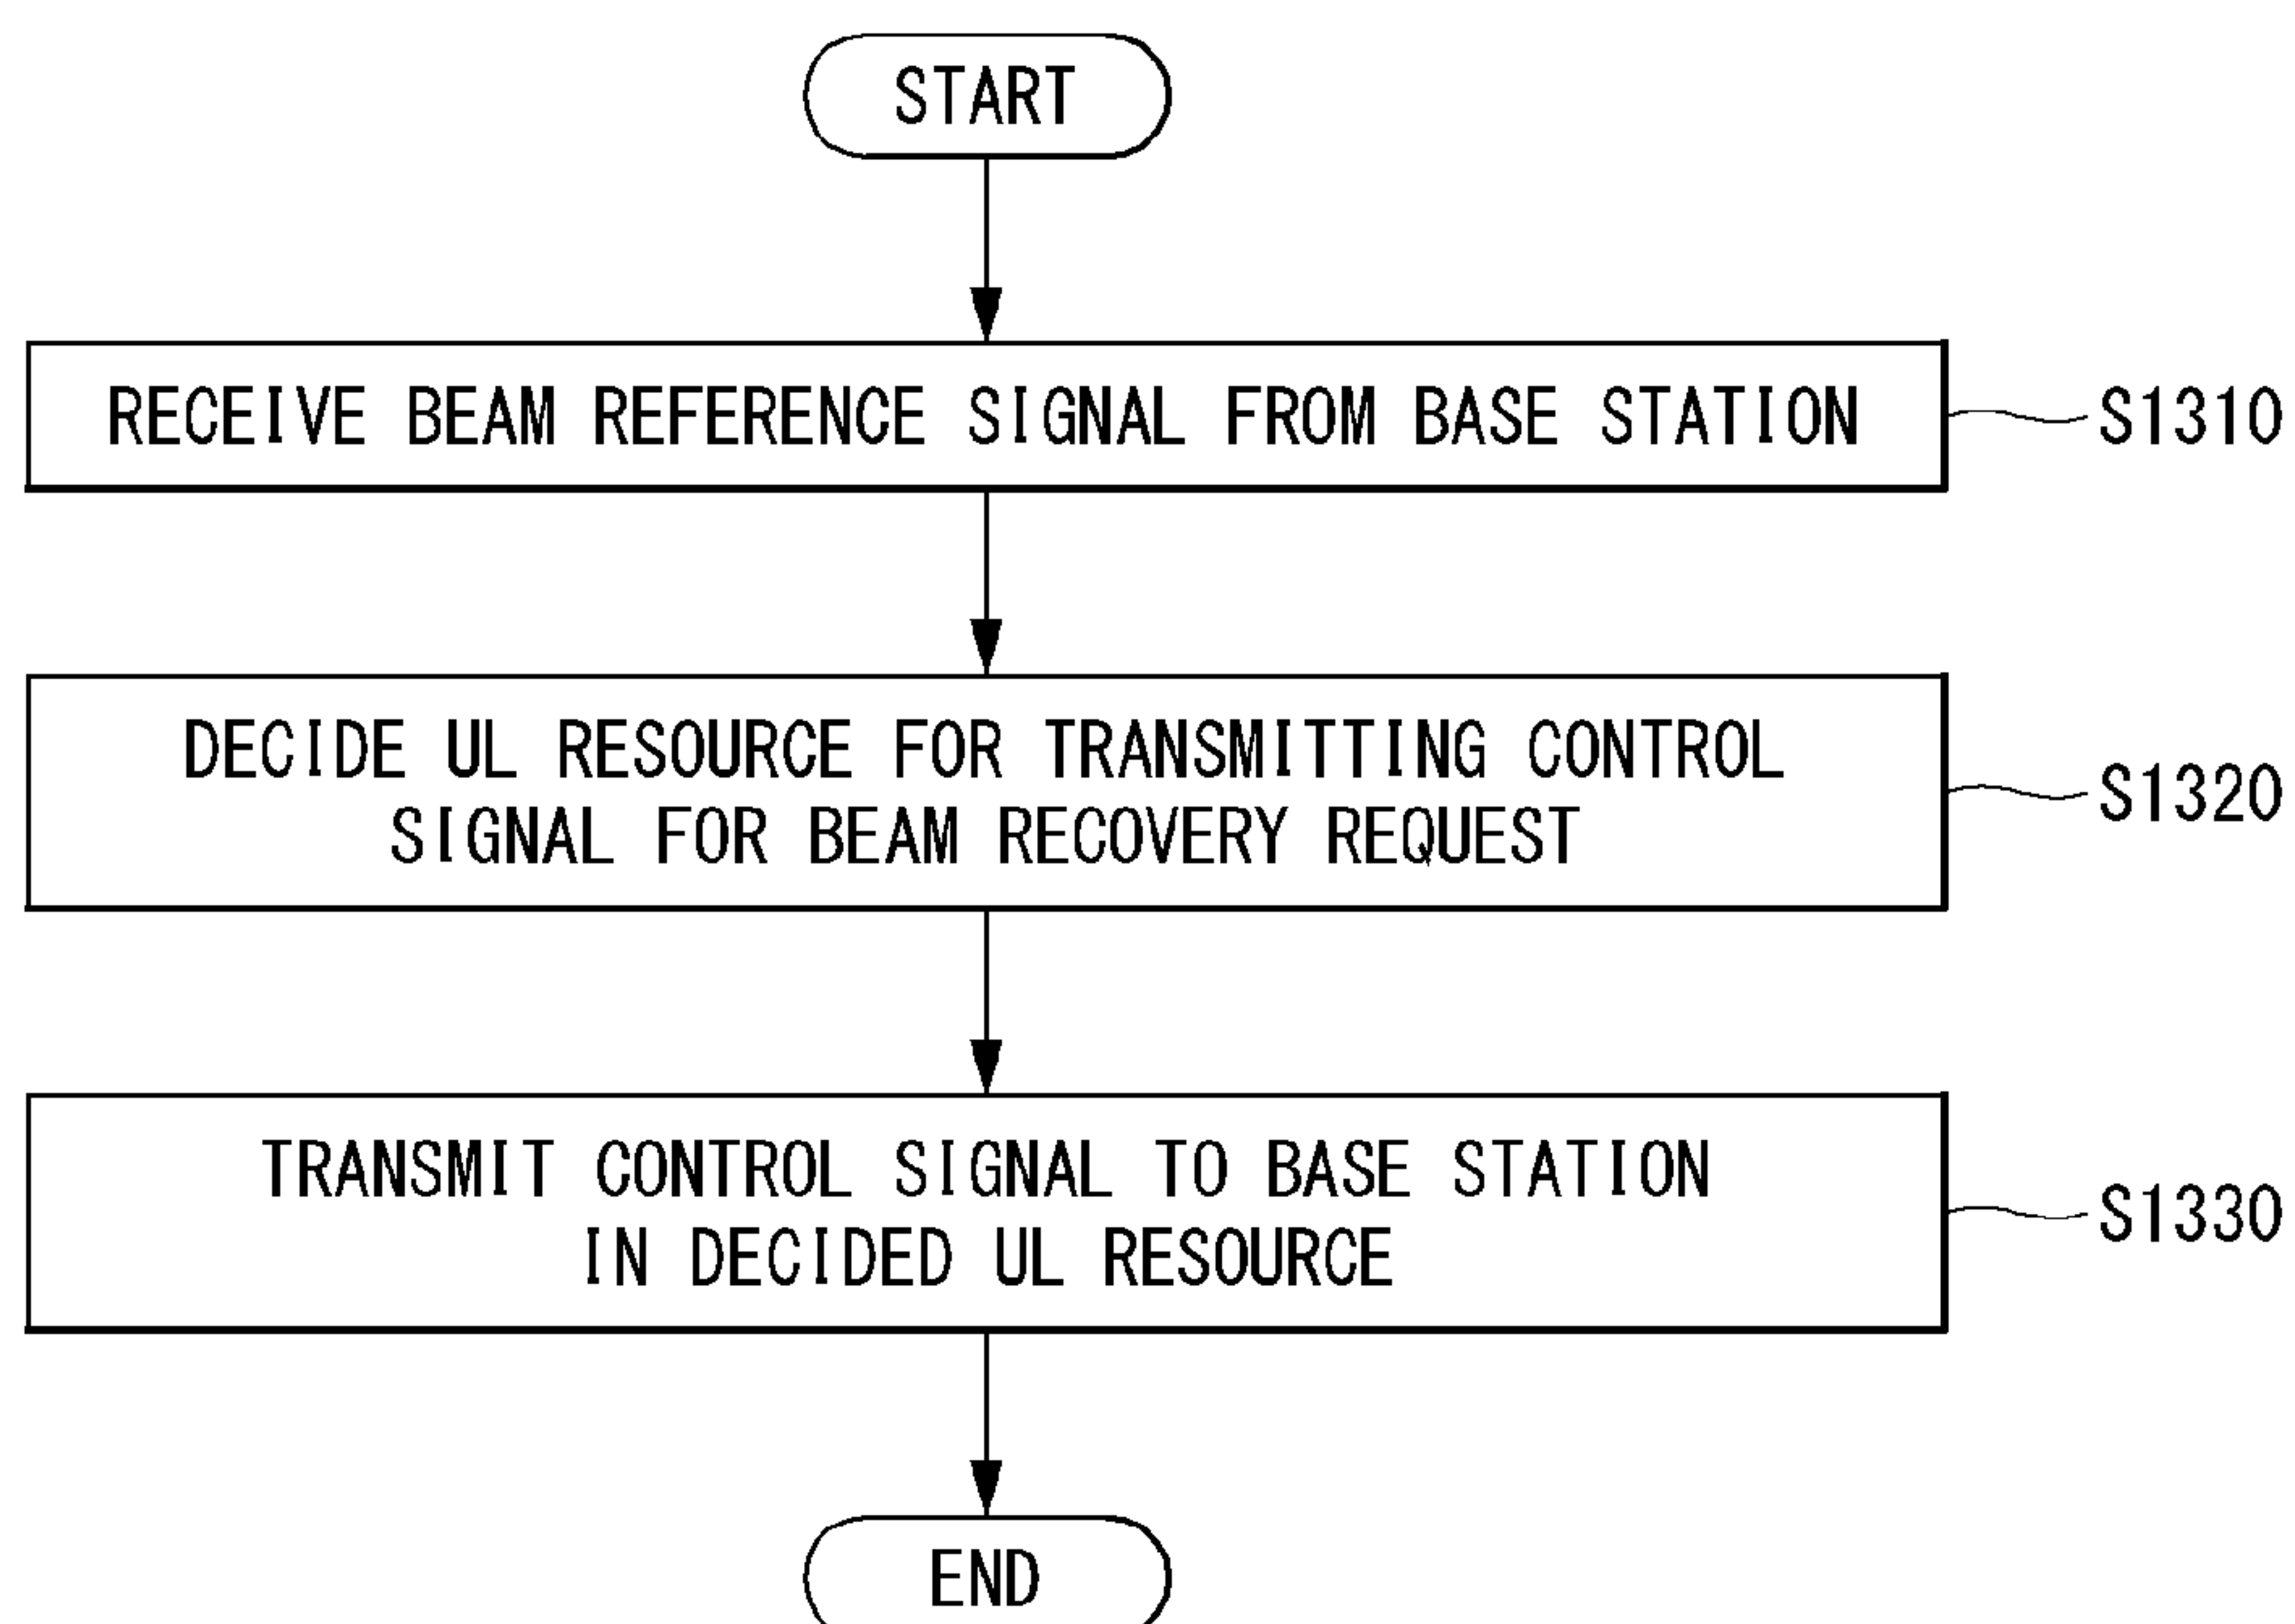 START
RECEIVE BEAM REFERENCE SIGNAL FROM BASE STATION
S1310
DECIDE UL RESOURCE FOR TRANSMITTING CONTROL
SIGNAL FOR BEAM RECOVERY REQUEST
S1320
TRANSMIT CONTROL SIGNAL TO BASE STATION
IN DECIDED UL RESOURCE
S1330
END